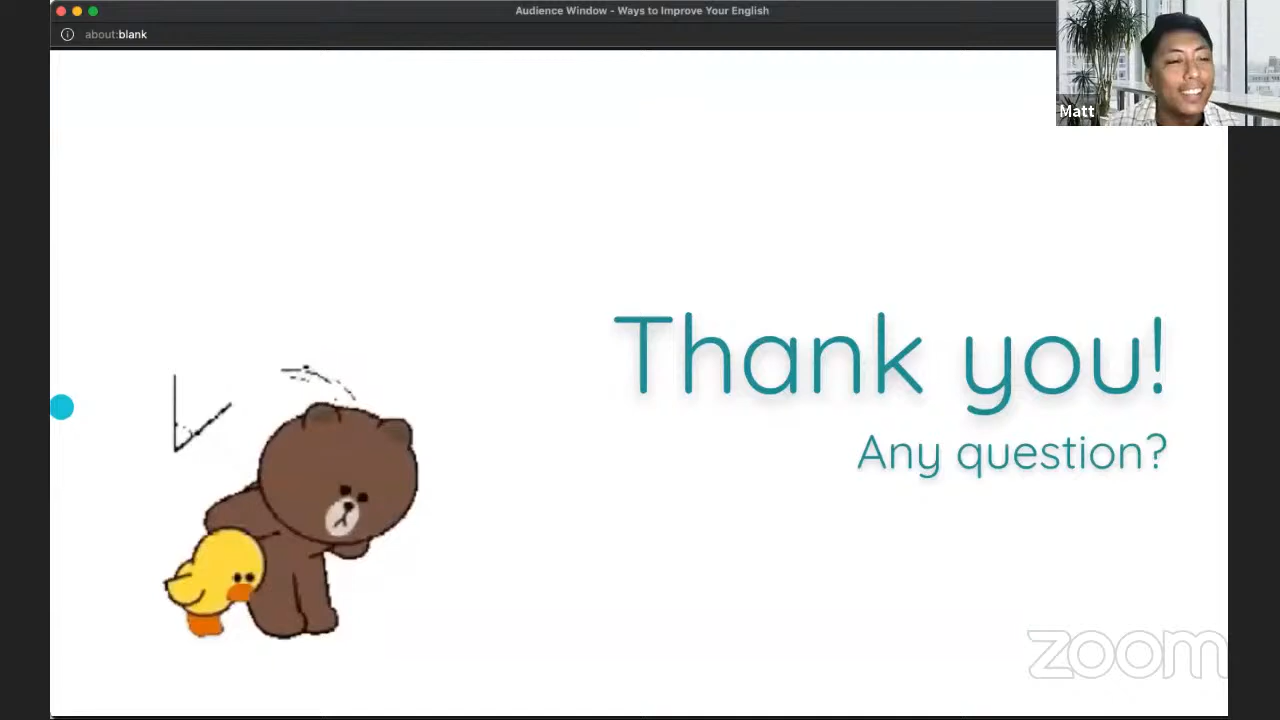 Audience Window - Ways to Improve Your English
about:blank
Matt
Thank you!
Any question?
zoom